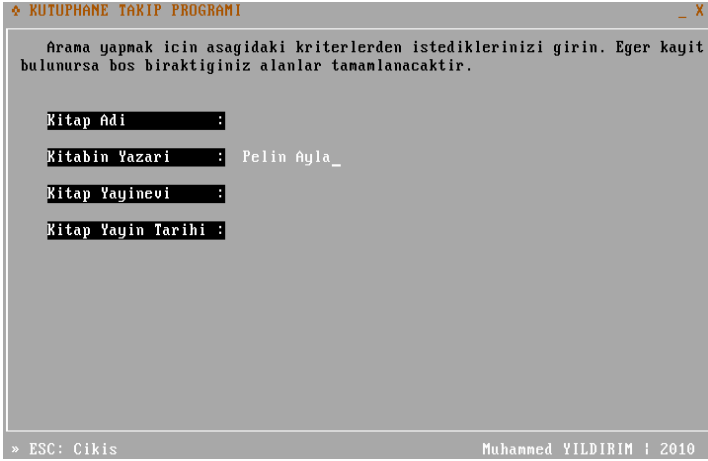 ❖ KUTUPHANE TAKIP PROGRAMI _ X
Arama yapmak icin asagidaki kriterlerden istediklerinizi girin. Eger kayit
bulunursa bos biraktiginiz alanlar tamamlanacaktir.
Kitap Adi :
Kitabin Yazari : Pelin Ayla_
Kitap Yayinevi :
Kitap Yayin Tarihi :
» ESC: Cikis Muhammed YILDIRIM ¦ 2010